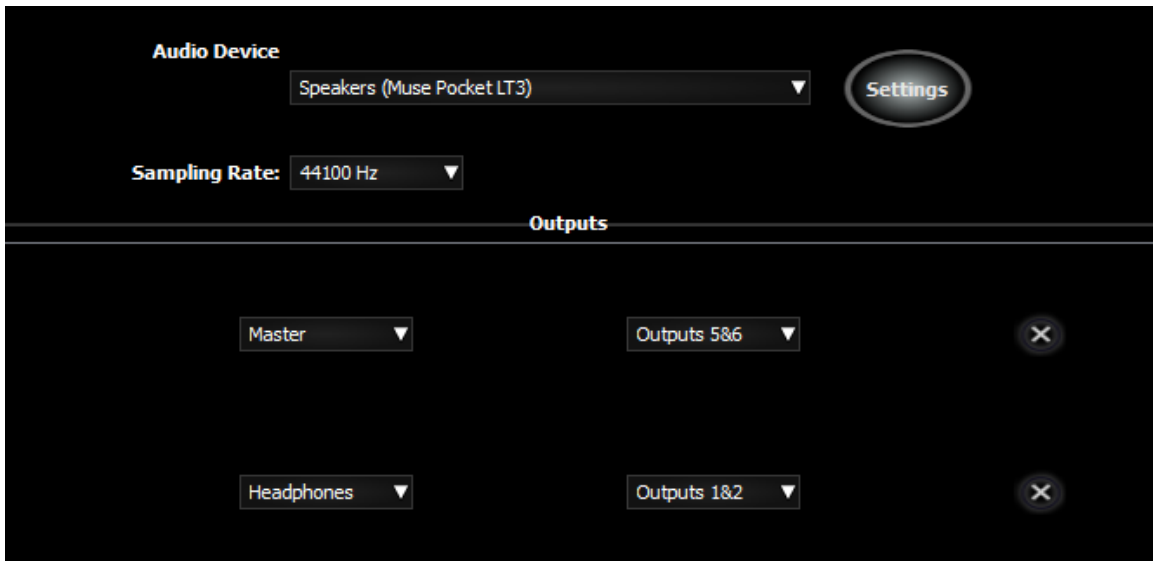 Audio Device
Speakers (Muse Pocket LT3)
Settings
Sampling Rate: 44100 Hz
Outputs
Master Outputs 5&6
Headphones Outputs 1&2